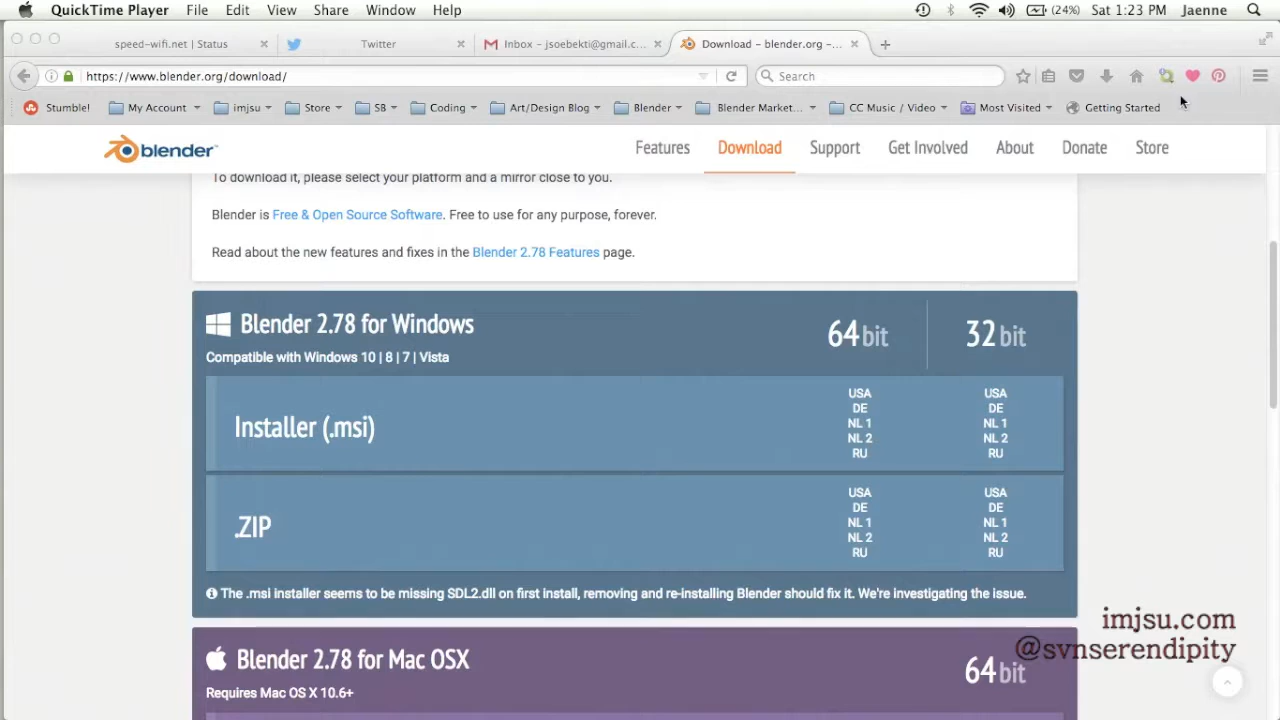 QuickTime Player File Edit View Share Window Help (24%) Sat 1:23 PM Jaenne
speed-wifi.net | Status Twitter Inbox - jsoebekti@gmail.c... Download – blender.org –...
https://www.blender.org/download/ Search
Stumble! My Account imjsu Store SB Coding Art/Design Blog Blender Blender Market... CC Music / Video Most Visited Getting Started
blender Features Download Support Get Involved About Donate Store
To download it, please select your platform and a mirror close to you.
Blender is Free & Open Source Software. Free to use for any purpose, forever.
Read about the new features and fixes in the Blender 2.78 Features page.
Blender 2.78 for Windows 64 bit 32 bit
Compatible with Windows 10 | 8 | 7 | Vista
Installer (.msi)
USA USA
DE DE
NL 1 NL 1
NL 2 NL 2
RU RU
.ZIP
USA USA
DE DE
NL 1 NL 1
NL 2 NL 2
RU RU
The .msi installer seems to be missing SDL2.dll on first install, removing and re-installing Blender should fix it. We're investigating the issue.
imjsu.com
@svnserendipity
Blender 2.78 for Mac OSX 64 bit
Requires Mac OS X 10.6+